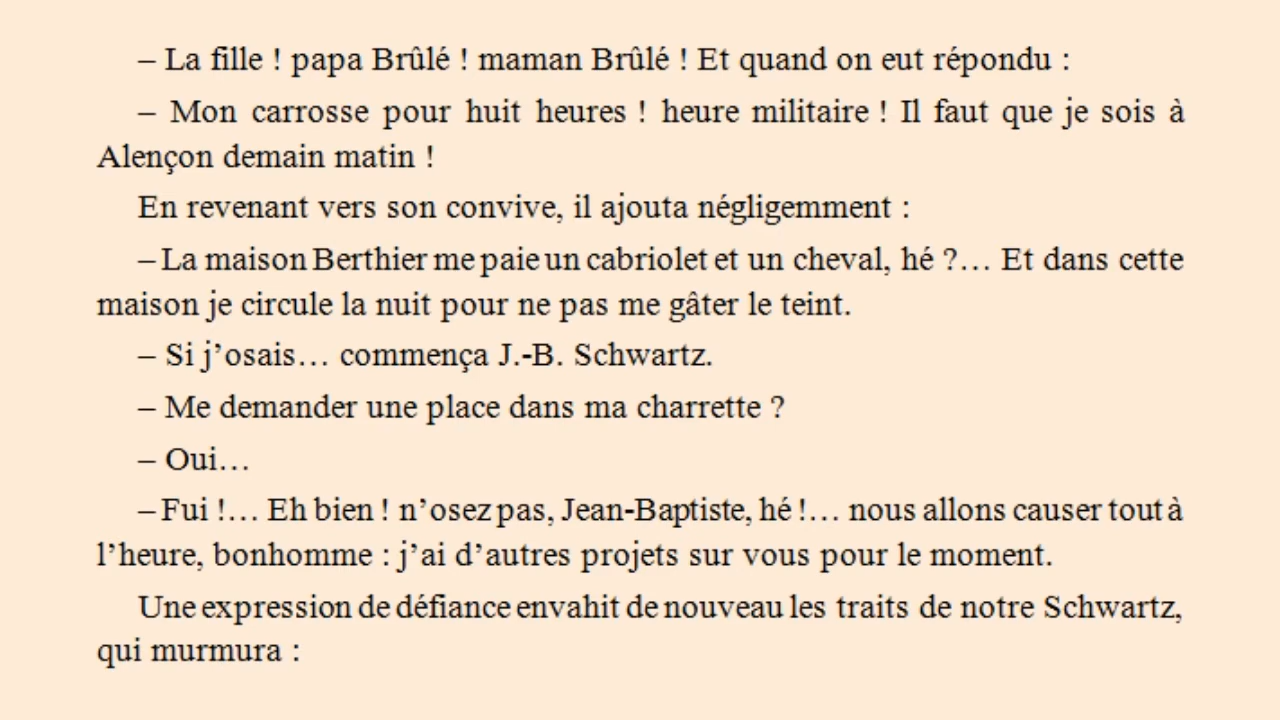 – La fille ! papa Brûlé ! maman Brûlé ! Et quand on eut répondu :
– Mon carrosse pour huit heures ! heure militaire ! Il faut que je sois à
Alençon demain matin !
En revenant vers son convive, il ajouta négligemment :
– La maison Berthier me paie un cabriolet et un cheval, hé ?… Et dans cette
maison je circule la nuit pour ne pas me gâter le teint.
– Si j’osais… commença J.-B. Schwartz.
– Me demander une place dans ma charrette ?
– Oui…
– Fui !… Eh bien ! n’osez pas, Jean-Baptiste, hé !… nous allons causer tout à
l’heure, bonhomme : j’ai d’autres projets sur vous pour le moment.
Une expression de défiance envahit de nouveau les traits de notre Schwartz,
qui murmura :